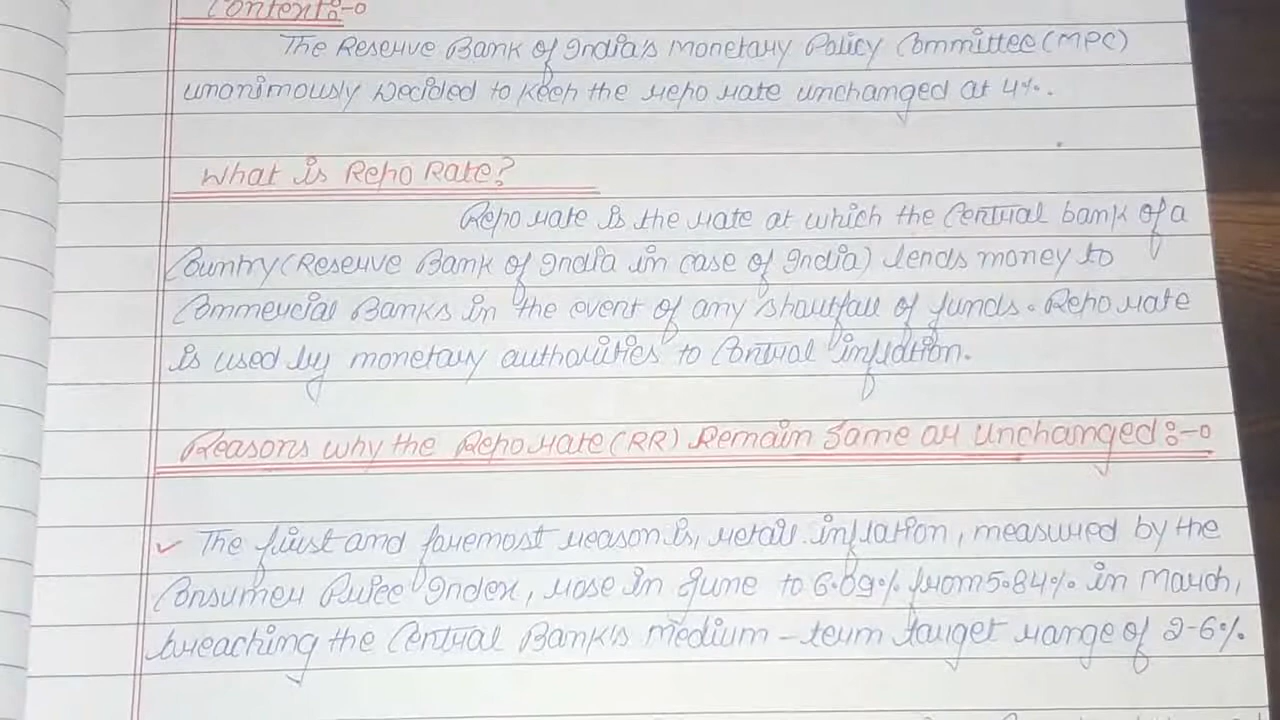 Content:-0
The Reserve Bank of India's Monetary Policy Committee (MPC)
unanimously Decided to keep the repo rate unchanged at 4%.
What is Repo Rate?
Repo rate is the rate at which the Central bank of a
Country (Reserve Bank of India in case of India) lends money to
Commercial Banks in the event of any shortfall of funds. Repo rate
is used by monetary authorities to Control inflation.
Reasons why the Repo rate (RR) Remain Same or Unchanged :-0
✓ The first and foremost reason is, retail inflation, measured by the
Consumer Price Index, rose in June to 6.09% from 5.84% in March,
breaching the Central Bank's medium-term target range of 2-6%